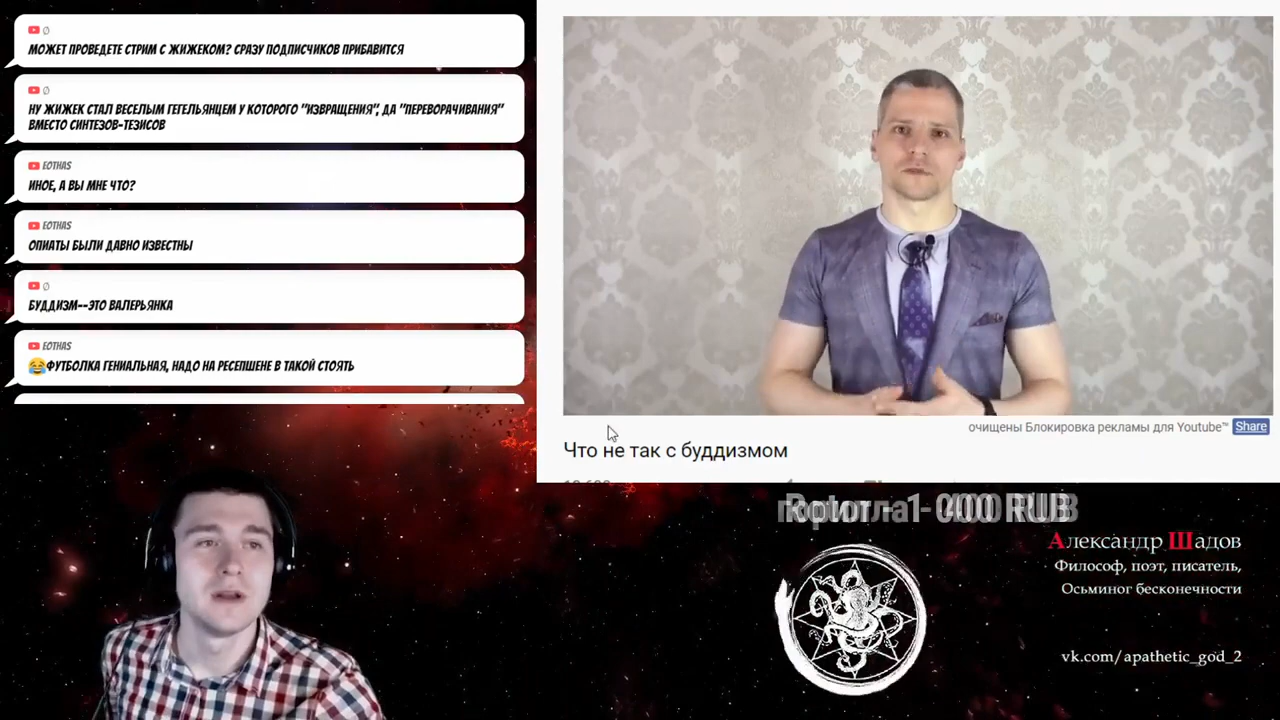 Ø
МОЖЕТ ПРОВЕДЕТЕ СТРИМ С ЖИЖЕКОМ? СРАЗУ ПОДПИСЧИКОВ ПРИБАВИТСЯ
Ø
НУ ЖИЖЕК СТАЛ ВЕСЕЛЫМ ГЕГЕЛЬЯНЦЕМ У КОТОРОГО "ИЗВРАЩЕНИЯ", ДА "ПЕРЕВОРАЧИВАНИЯ"
ВМЕСТО СИНТЕЗОВ-ТЕЗИСОВ
EOTHAS
ИНОЕ, А ВЫ МНЕ ЧТО?
EOTHAS
ОПИАТЫ БЫЛИ ДАВНО ИЗВЕСТНЫ
Ø
БУДДИЗМ--ЭТО ВАЛЕРЬЯНКА
EOTHAS
😂ФУТБОЛКА ГЕНИАЛЬНАЯ, НАДО НА РЕСЕПШЕНЕ В ТАКОЙ СТОЯТЬ
очищены Блокировка рекламы для Youtube™ Share
Что не так с буддизмом
RUB
Александр Шадов
Философ, поэт, писатель,
Осьминог бесконечности
vk.com/apathetic_god_2